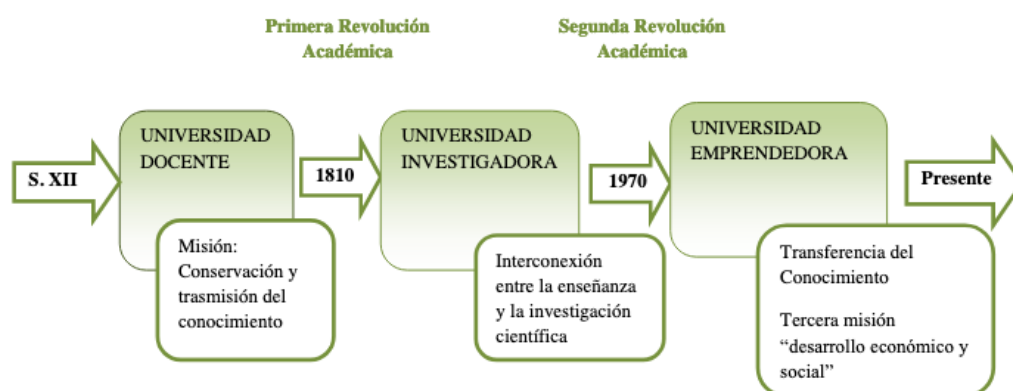 Primera Revolución
Académica
Segunda Revolución
Académica
S. XII
UNIVERSIDAD
DOCENTE
Misión:
Conservación y
trasmisión del
conocimiento
1810
UNIVERSIDAD
INVESTIGADORA
Interconexión
entre la enseñanza
y la investigación
científica
1970
UNIVERSIDAD
EMPRENDEDORA
Transferencia del
Conocimiento
Tercera misión
“desarrollo económico y
social”
Presente